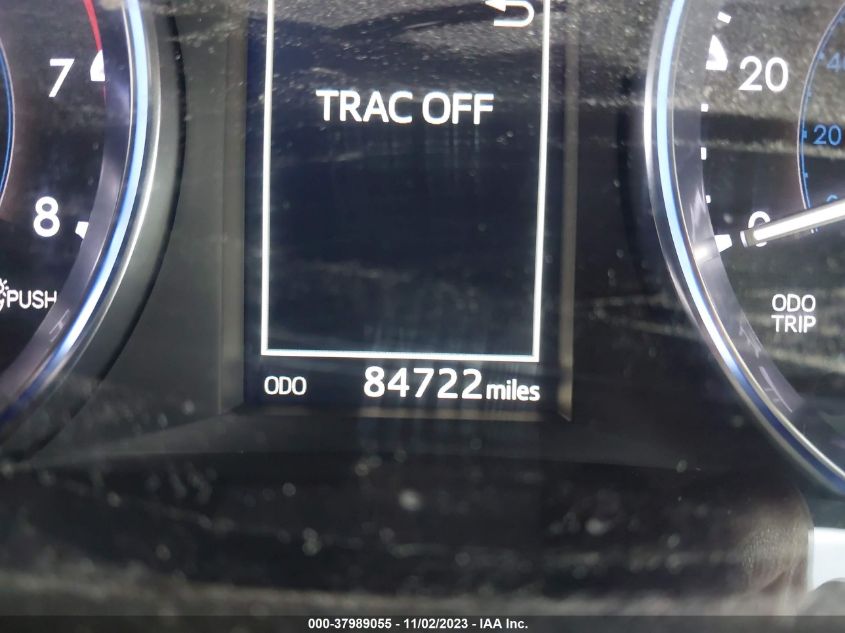 TRAC OFF
7
8
PUSH
20
0
20
ODO
TRIP
ODO 84722 miles
000-37989055 - 11/02/2023 - IAA Inc.